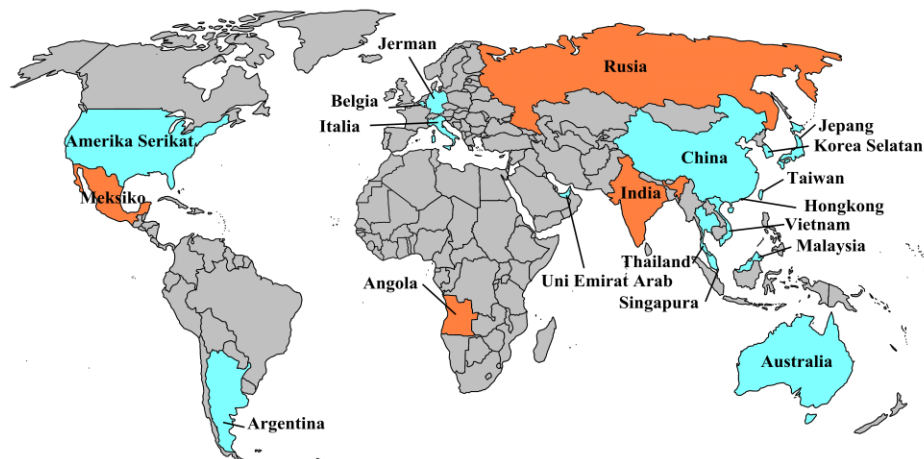 Jerman
Rusia
Belgia
Italia
Amerika Serikat
Jepang
Korea Selatan
China
Taiwan
Meksiko
India
Hongkong
Vietnam
Malaysia
Thailand
Uni Emirat Arab
Angola
Singapura
Australia
Argentina